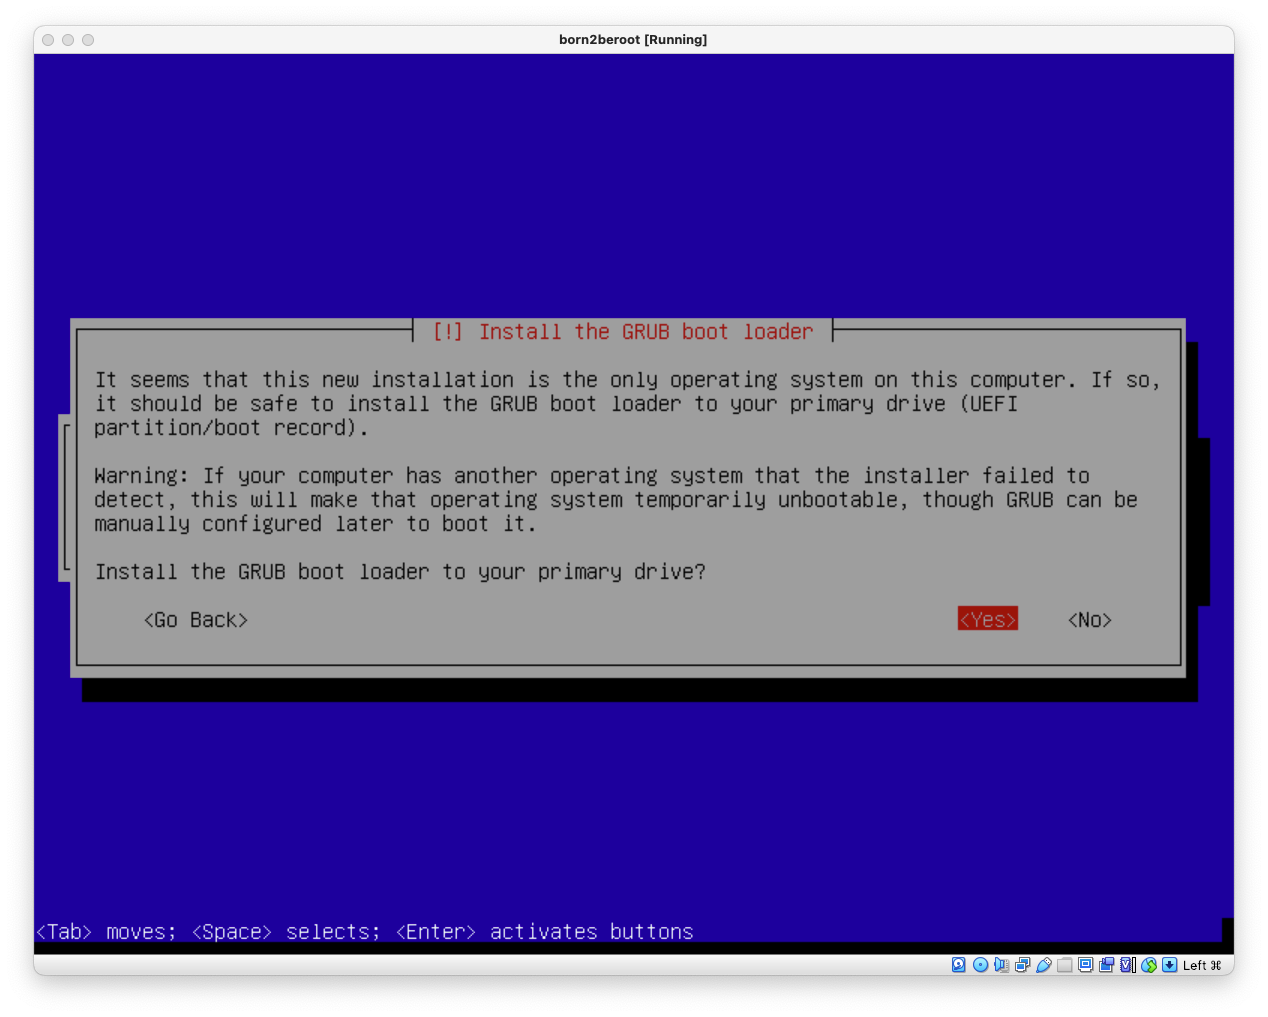 born2beroot [Running]
[!] Install the GRUB boot loader
It seems that this new installation is the only operating system on this computer. If so,
it should be safe to install the GRUB boot loader to your primary drive (UEFI
partition/boot record).
Warning: If your computer has another operating system that the installer failed to
detect, this will make that operating system temporarily unbootable, though GRUB can be
manually configured later to boot it.
Install the GRUB boot loader to your primary drive?
<Go Back> <Yes> <No>
<Tab> moves; <Space> selects; <Enter> activates buttons
Left ⌘